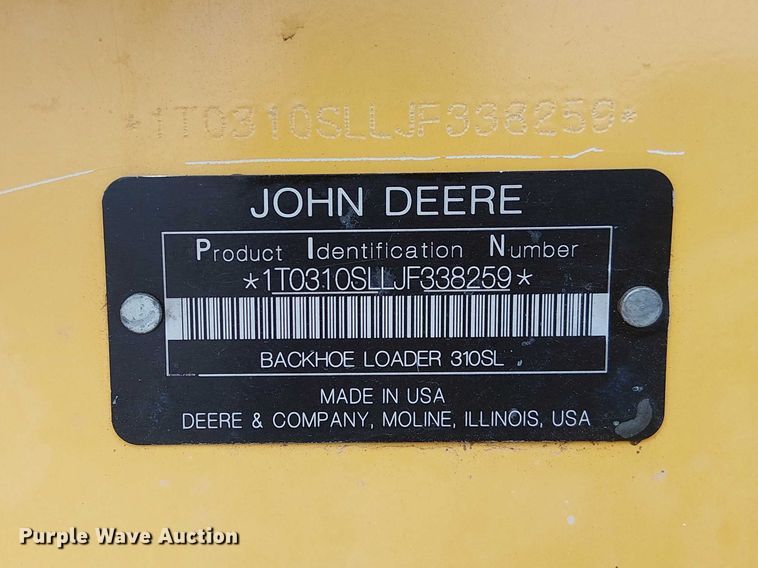 *1T0310SLLJF338259*
JOHN DEERE
Product Identification Number
*1T0310SLLJF338259*
BACKHOE LOADER 310SL
MADE IN USA
DEERE & COMPANY, MOLINE, ILLINOIS, USA
Purple Wave Auction